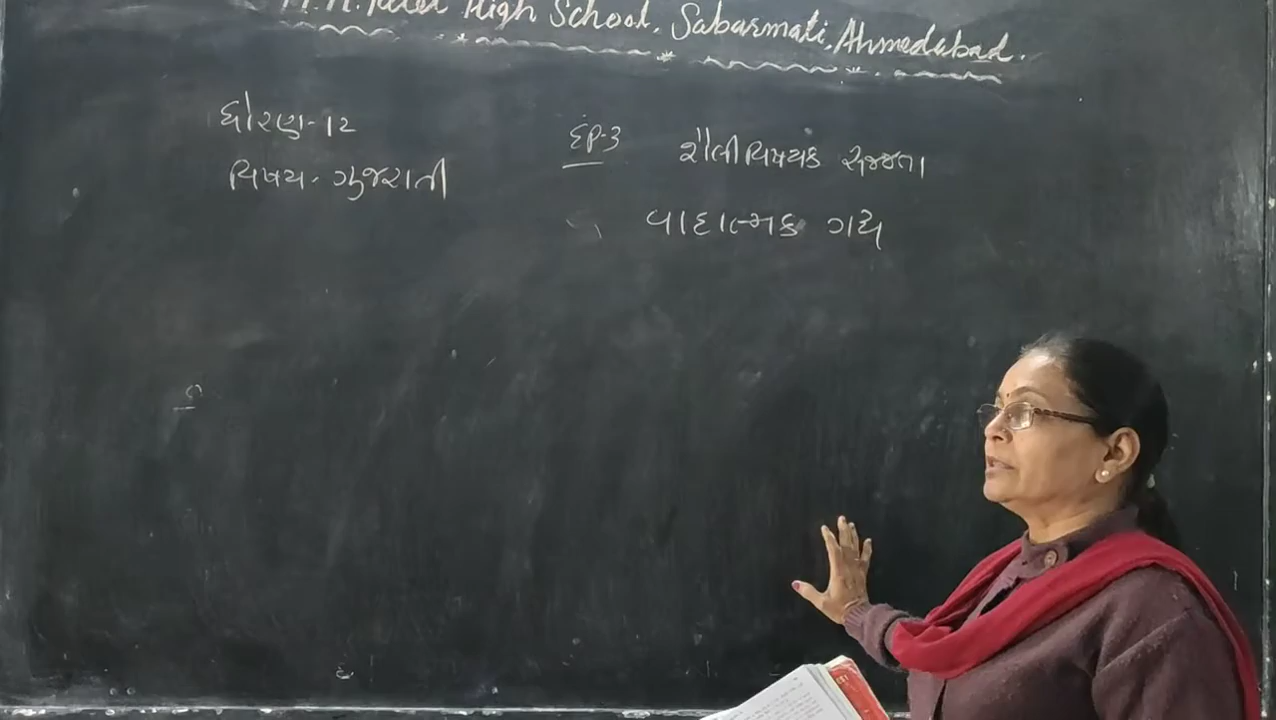 High School, Sabarmati, Ahmedabad.
ધોરણ-12
વિષય- ગુજરાતી
EP-3 શૈલીવિષયક સજ્જતા
વાદાત્મક ગદ્ય